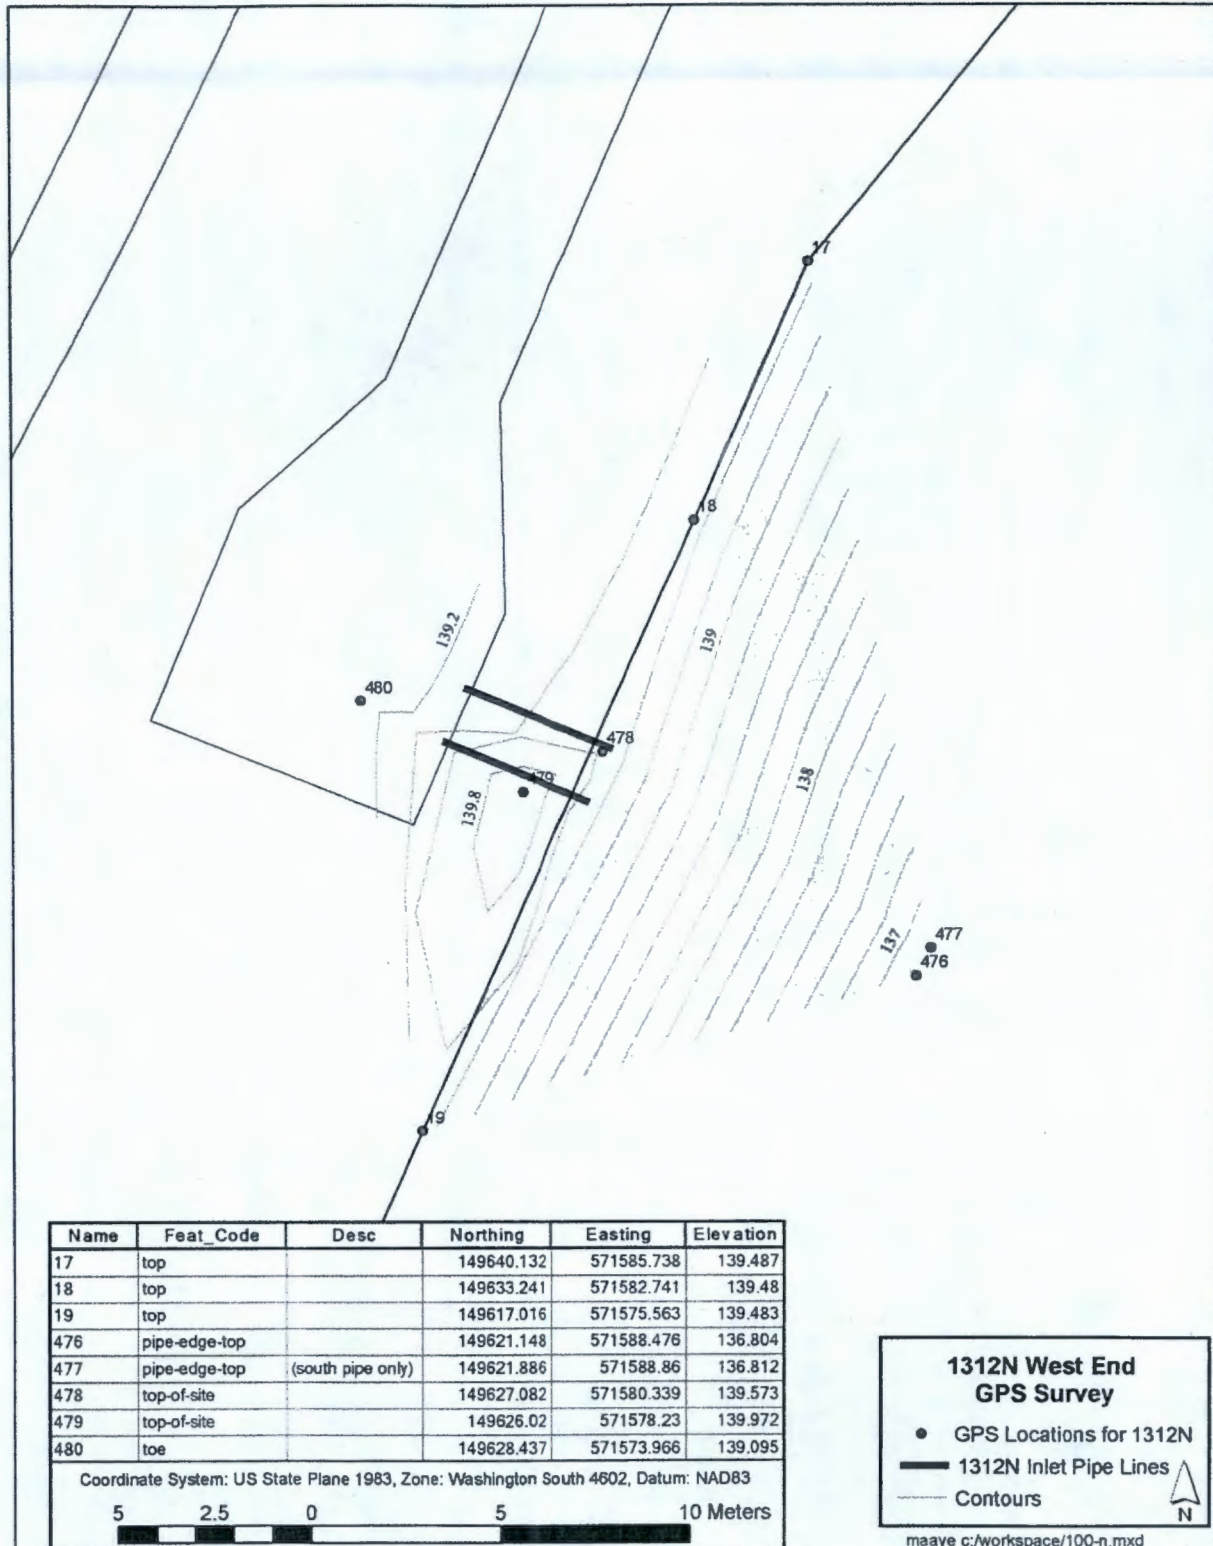 17
18
139
139.2
480
478
479
138
139.8
137
477
476
19
Name Feat_Code Desc Northing Easting Elevation
17 top 149640.132 571585.738 139.487
18 top 149633.241 571582.741 139.48
19 top 149617.016 571575.563 139.483
476 pipe-edge-top 149621.148 571588.476 136.804
477 pipe-edge-top (south pipe only) 149621.886 571588.86 136.812
478 top-of-site 149627.082 571580.339 139.573
479 top-of-site 149626.02 571578.23 139.972
480 toe 149628.437 571573.966 139.095
Coordinate System: US State Plane 1983, Zone: Washington South 4602, Datum: NAD83
5 2.5 0 5 10 Meters
1312N West End
GPS Survey
GPS Locations for 1312N
1312N Inlet Pipe Lines
Contours
N
maaye c:/workspace/100-n.mxd